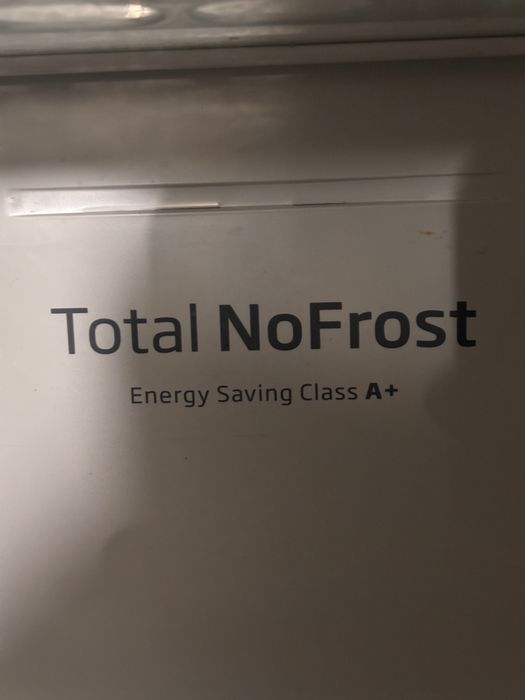 Total NoFrost
Energy Saving Class A+